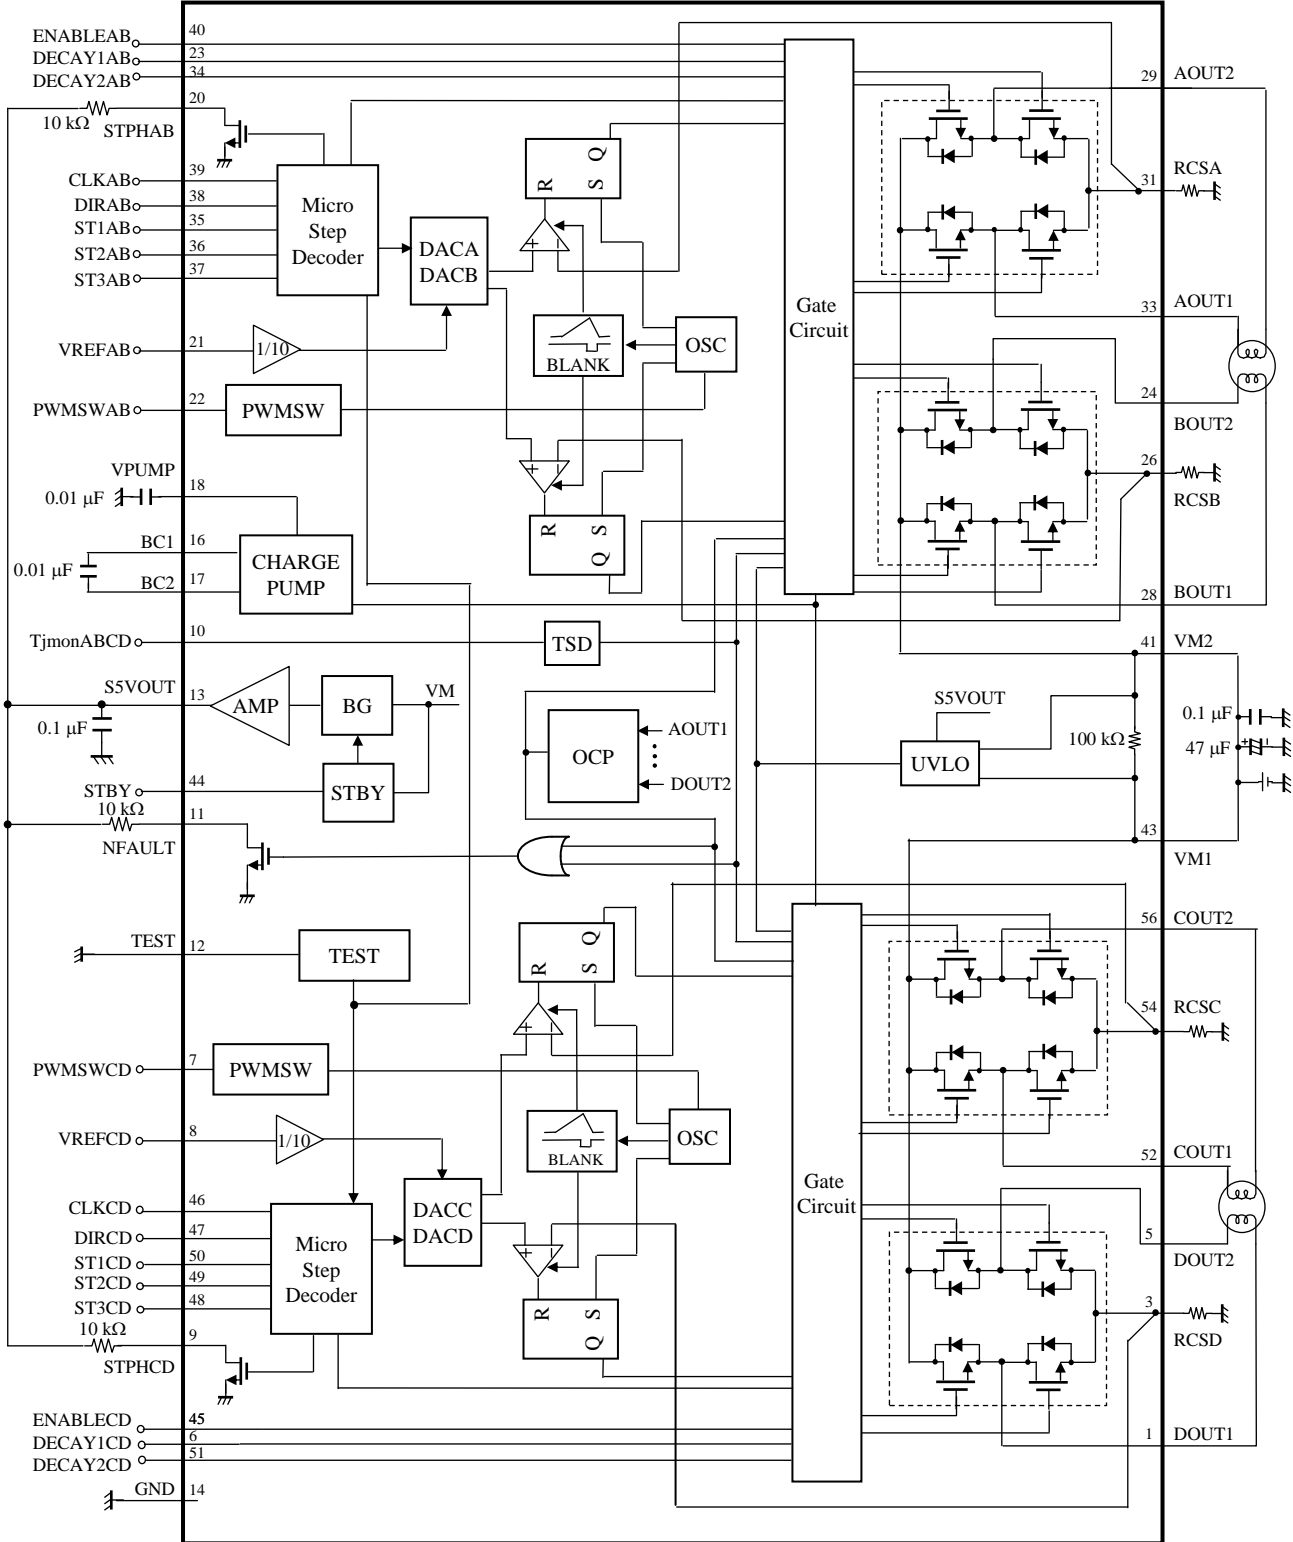 ENABLEAB 40
DECAY1AB 23
DECAY2AB 34
20
10 kΩ STPHAB
CLKAB 39
DIRAB 38
ST1AB 35
ST2AB 36
ST3AB 37
Micro
Step
Decoder
DACA
DACB
VREFAB 21
1/10
PWMSWAB 22
PWMSW
R S Q
+ −
BLANK
OSC
+ −
R S Q
Gate
Circuit
29 AOUT2
31 RCSA
33 AOUT1
24
BOUT2
26
RCSB
28 BOUT1
VPUMP
18
0.01 μF
BC1 16
0.01 μF
BC2 17
CHARGE
PUMP
TjmonABCD 10
TSD
41 VM2
S5VOUT 13
0.1 μF
AMP
BG
VM
STBY 44
STBY
OCP
AOUT1
DOUT2
S5VOUT
UVLO
100 kΩ
0.1 μF
47 μF
+ -
43
VM1
10 kΩ 11
NFAULT
TEST 12
TEST
PWMSWCD 7
PWMSW
VREFCD 8
1/10
CLKCD 46
DIRCD 47
ST1CD 50
ST2CD 49
ST3CD 48
Micro
Step
Decoder
DACC
DACD
R S Q
+ −
BLANK
OSC
+ −
R S Q
Gate
Circuit
56 COUT2
54 RCSC
52 COUT1
5
DOUT2
3
RCSD
1 DOUT1
10 kΩ 9
STPHCD
ENABLECD 45
DECAY1CD 6
DECAY2CD 51
GND 14